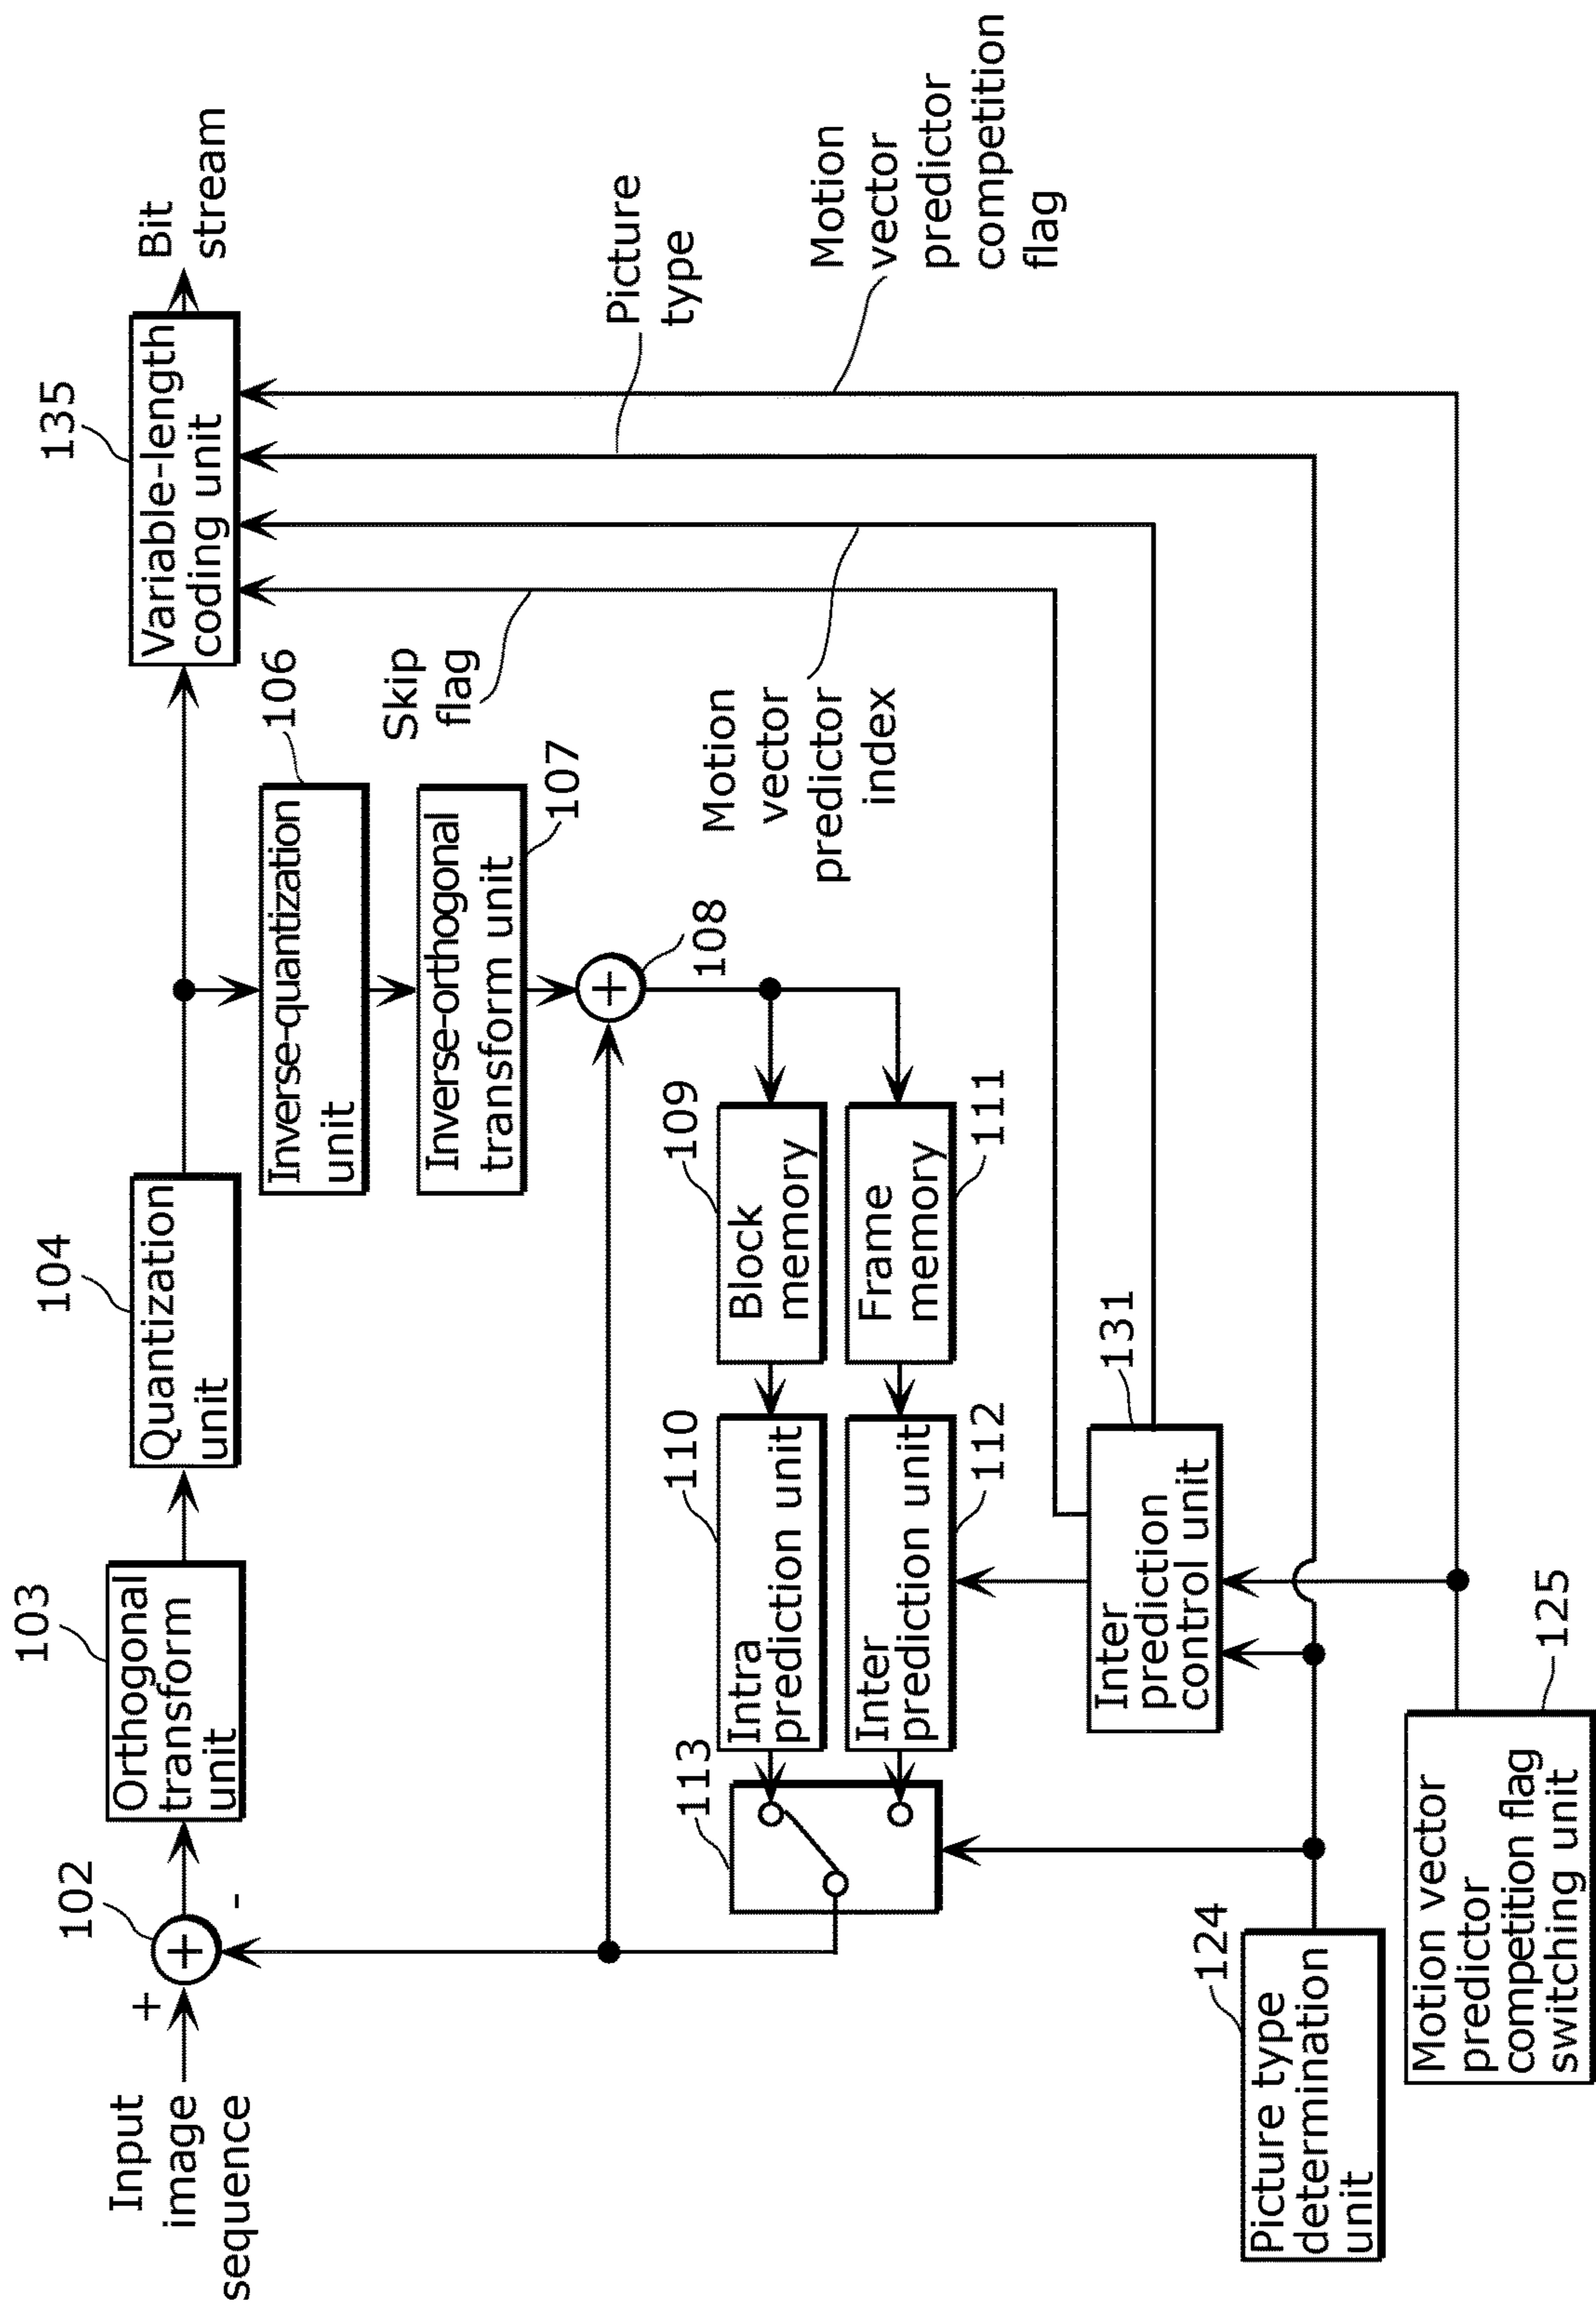 Input
image
sequence
+
-
+
102
103
Orthogonal
transform
unit
104
Quantization
unit
135
Variable-length
coding unit
Bit
stream
106
Inverse-quantization
unit
Skip
flag
107
Inverse-orthogonal
transform unit
+
108
Picture
type
Motion
vector
predictor
index
Motion
vector
predictor
competition
flag
113
110
Intra
prediction unit
109
Block
memory
Inter
prediction unit
112
Frame
memory
111
131
Inter
prediction
control unit
124
Picture type
determination
unit
Motion vector
predictor
competition flag
switching unit
125